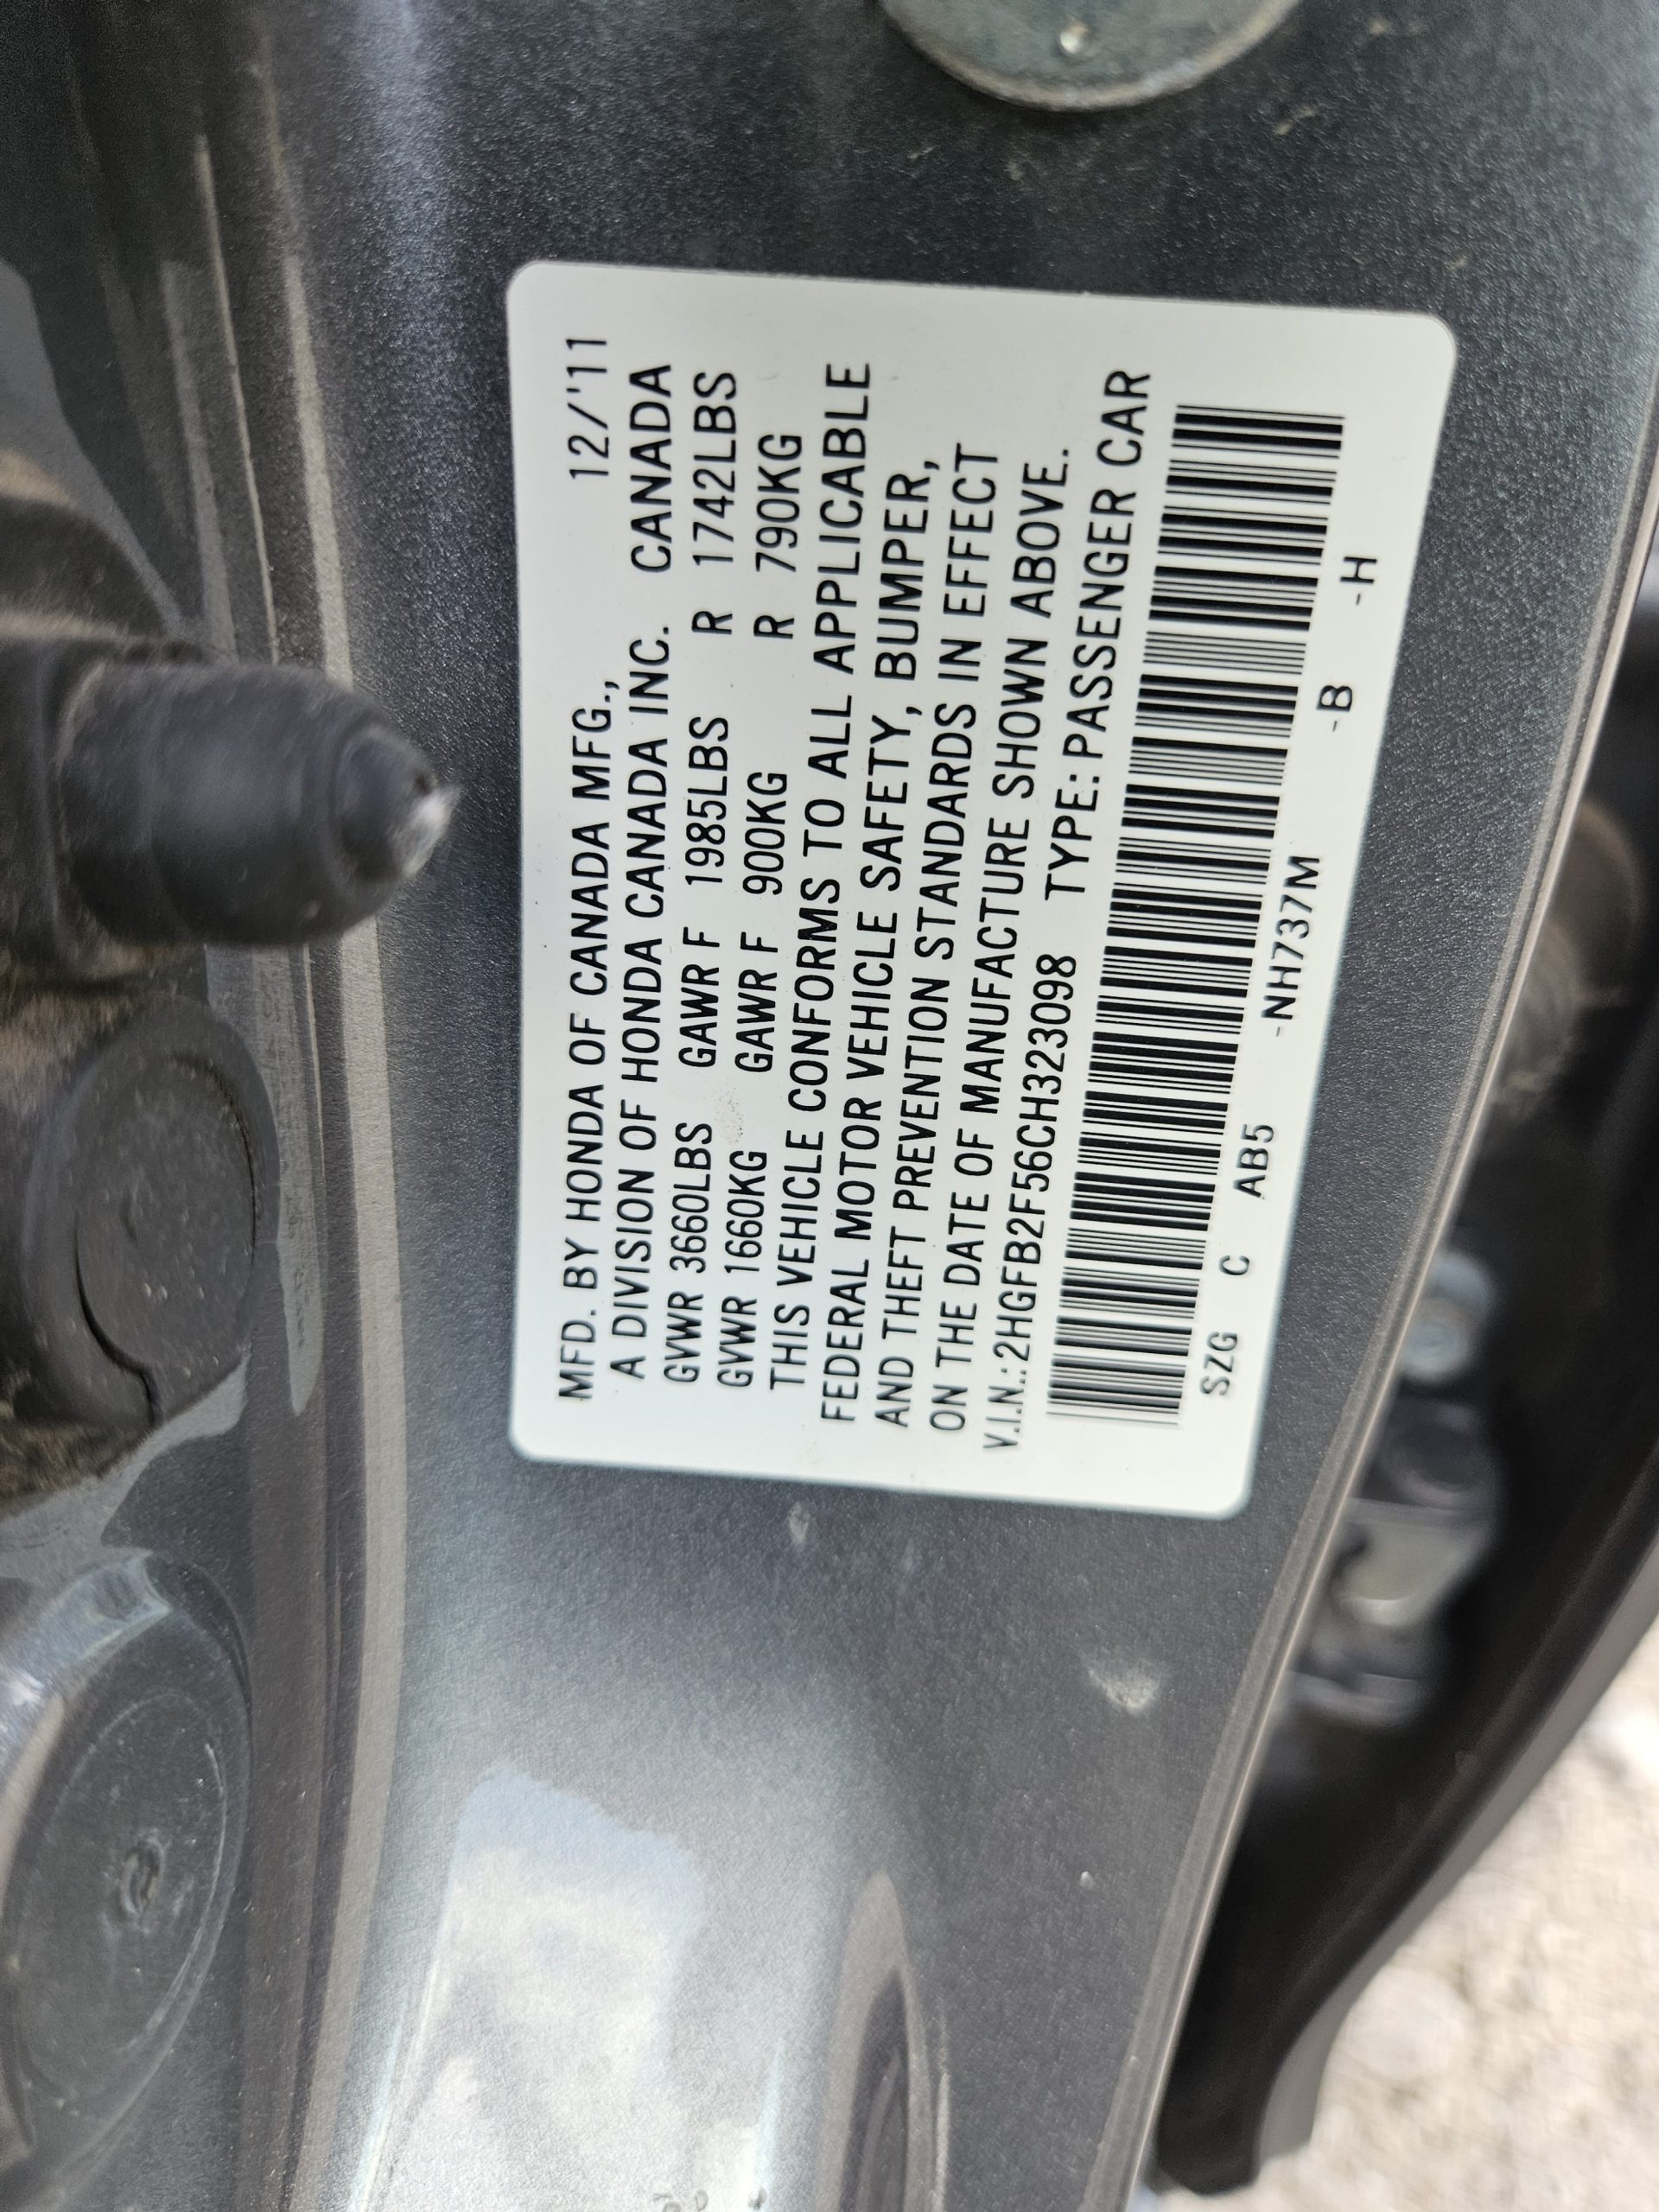 MFD. BY HONDA OF CANADA MFG., 12/'11
A DIVISION OF HONDA CANADA INC. CANADA
GVWR 3660LBS GAWR F 1985LBS R 1742LBS
GVWR 1660KG GAWR F 900KG R 790KG
THIS VEHICLE CONFORMS TO ALL APPLICABLE
FEDERAL MOTOR VEHICLE SAFETY, BUMPER,
AND THEFT PREVENTION STANDARDS IN EFFECT
ON THE DATE OF MANUFACTURE SHOWN ABOVE.
V.I.N.:2HGFB2F56CH323098 TYPE:PASSENGER CAR
SZG C AB5 -NH737M -B -H